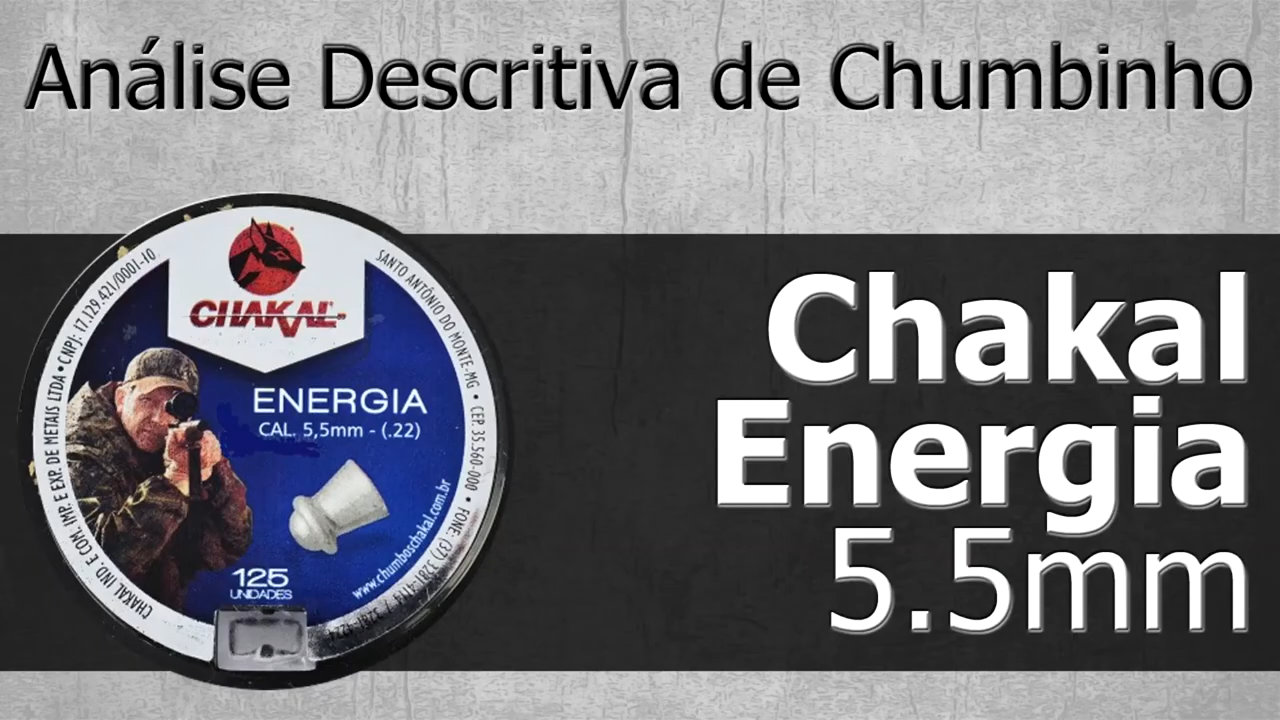 Análise Descritiva de Chumbinho
CHAKAL
ENERGIA
CAL. 5,5mm - (.22)
125
UNIDADES
www.chumboschakal.com.br
CHAKAL IND. E COM. IMP. E EXP. DE METAIS LTDA • CNPJ: 17.129.421/0001-10
SANTO ANTÔNIO DO MONTE-MG • CEP. 35.560-000 • FONE: (37)
Chakal
Energia
5.5mm